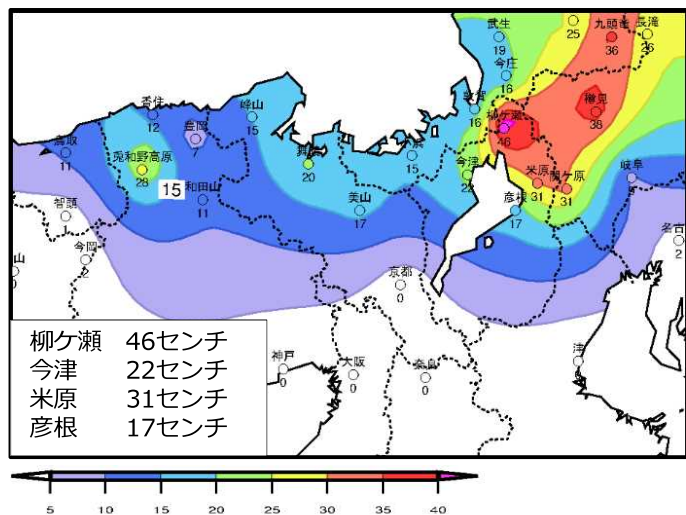 武生
19
25
九頭竜
36
長滝
26
今庄
16
香住
12
峰山
15
敦賀
16
柳ケ瀬
46
樽見
38
鳥取
11
豊岡
7
兎和野高原
28
15
和田山
11
舞鶴
20
小浜
15
今津
22
米原
31
関ケ原
31
岐阜
智頭
1
美山
17
彦根
17
今岡
2
山
0
京都
0
名古
2
神戸
0
大阪
0
奈良
0
津
柳ケ瀬 46センチ
今津 22センチ
米原 31センチ
彦根 17センチ
5 10 15 20 25 30 35 40